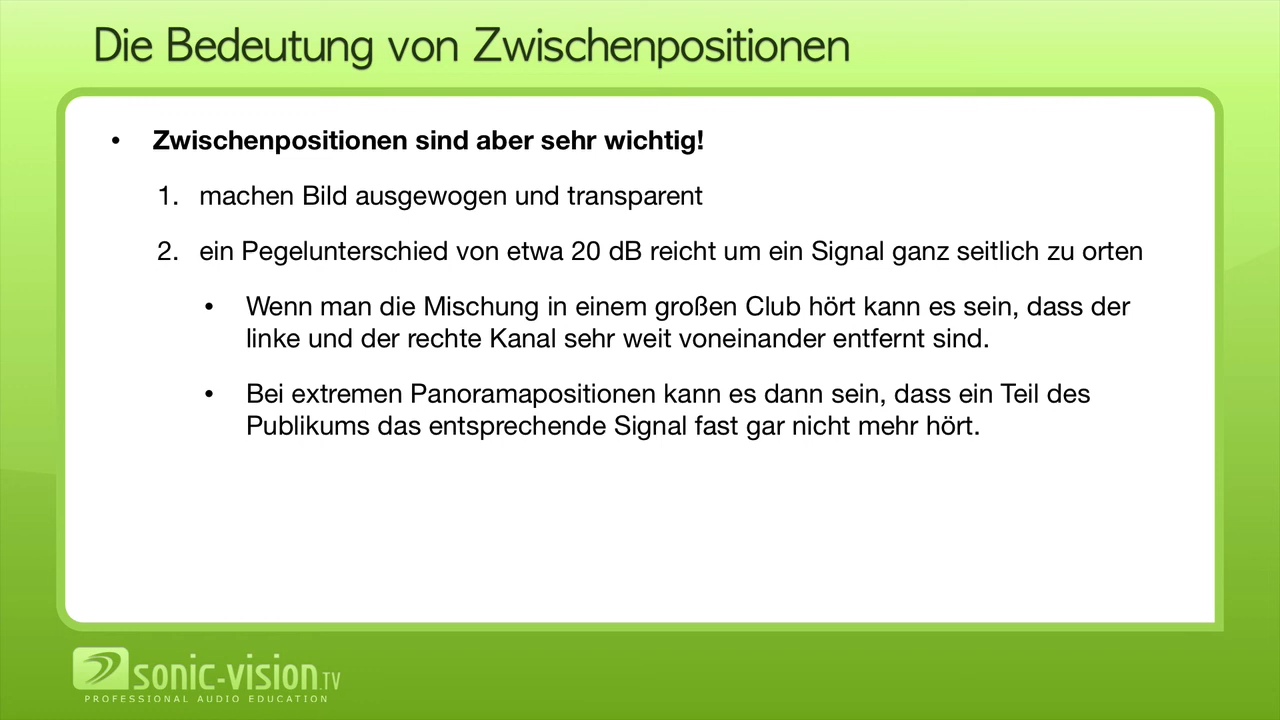 Die Bedeutung von Zwischenpositionen
• Zwischenpositionen sind aber sehr wichtig!
1. machen Bild ausgewogen und transparent
2. ein Pegelunterschied von etwa 20 dB reicht um ein Signal ganz seitlich zu orten
• Wenn man die Mischung in einem großen Club hört kann es sein, dass der
linke und der rechte Kanal sehr weit voneinander entfernt sind.
• Bei extremen Panoramapositionen kann es dann sein, dass ein Teil des
Publikums das entsprechende Signal fast gar nicht mehr hört.
sonic-vision.TV
PROFESSIONAL AUDIO EDUCATION